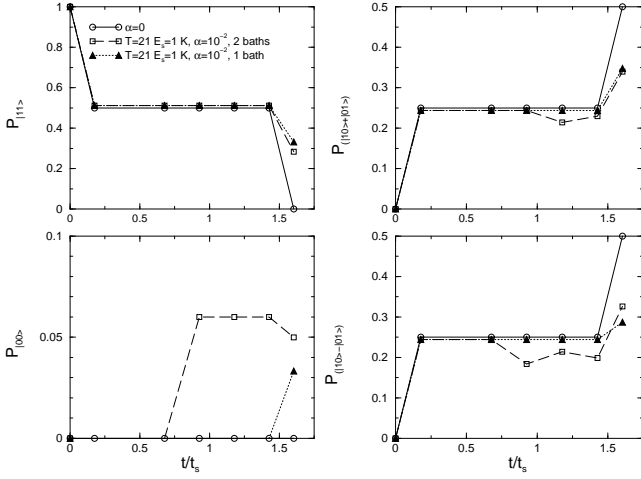 1
0.8
0.6
0.4
0.2
0
P|11>
α=0
T=21 Es=1 K, α=10⁻², 2 baths
T=21 Es=1 K, α=10⁻², 1 bath
0 0.5 1 1.5
0.5
0.4
0.3
0.2
0.1
0
P(|10>+|01>)
0 0.5 1 1.5
0.1
0.05
0
P|00>
0 0.5 1 1.5
t/ts
0.5
0.4
0.3
0.2
0.1
0
P(|10>−|01>)
0 0.5 1 1.5
t/ts